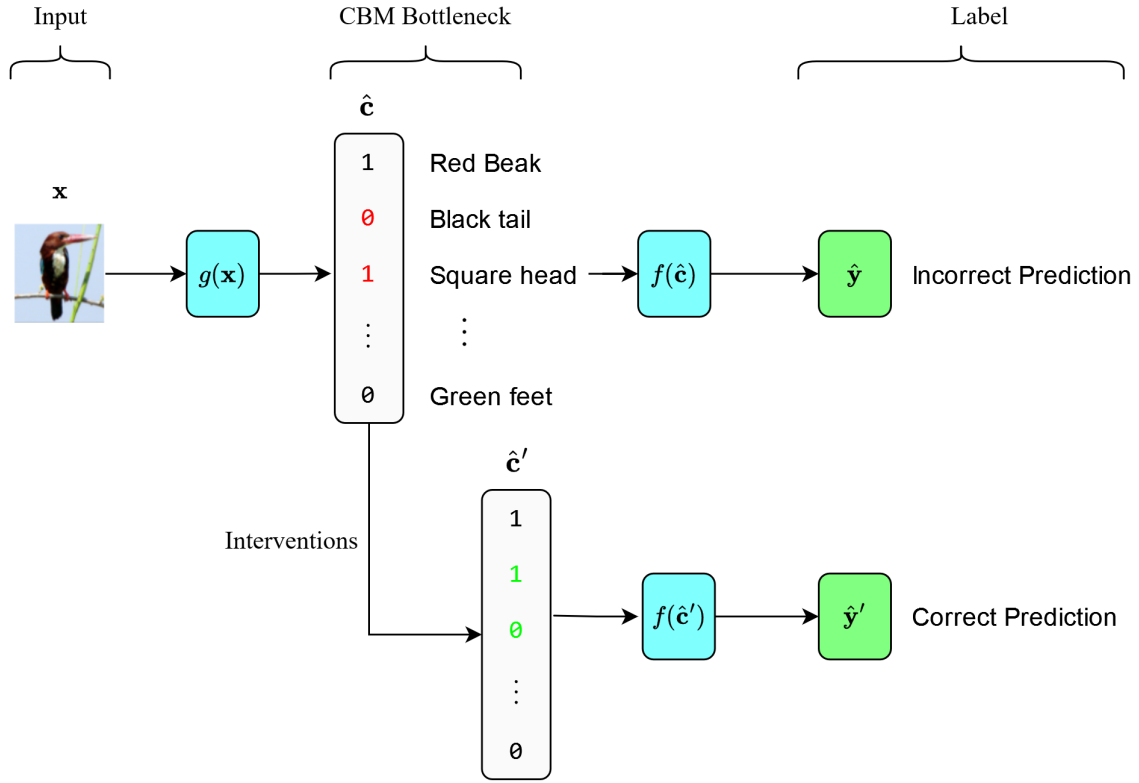 Input
CBM Bottleneck
Label
ĉ
x
1 Red Beak
0 Black tail
g(x)
1 Square head
f(ĉ)
ŷ
Incorrect Prediction
⋮ ⋮
0 Green feet
ĉ′
Interventions
1
1
0
f(ĉ′)
ŷ′
Correct Prediction
⋮
0